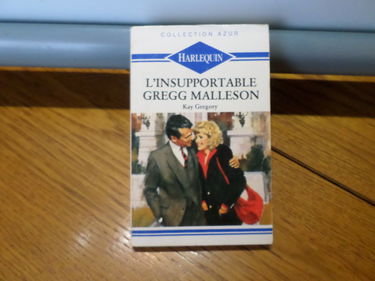 COLLECTION AZUR
HARLEQUIN
L'INSUPPORTABLE
GREGG MALLESON
Kay Gregory